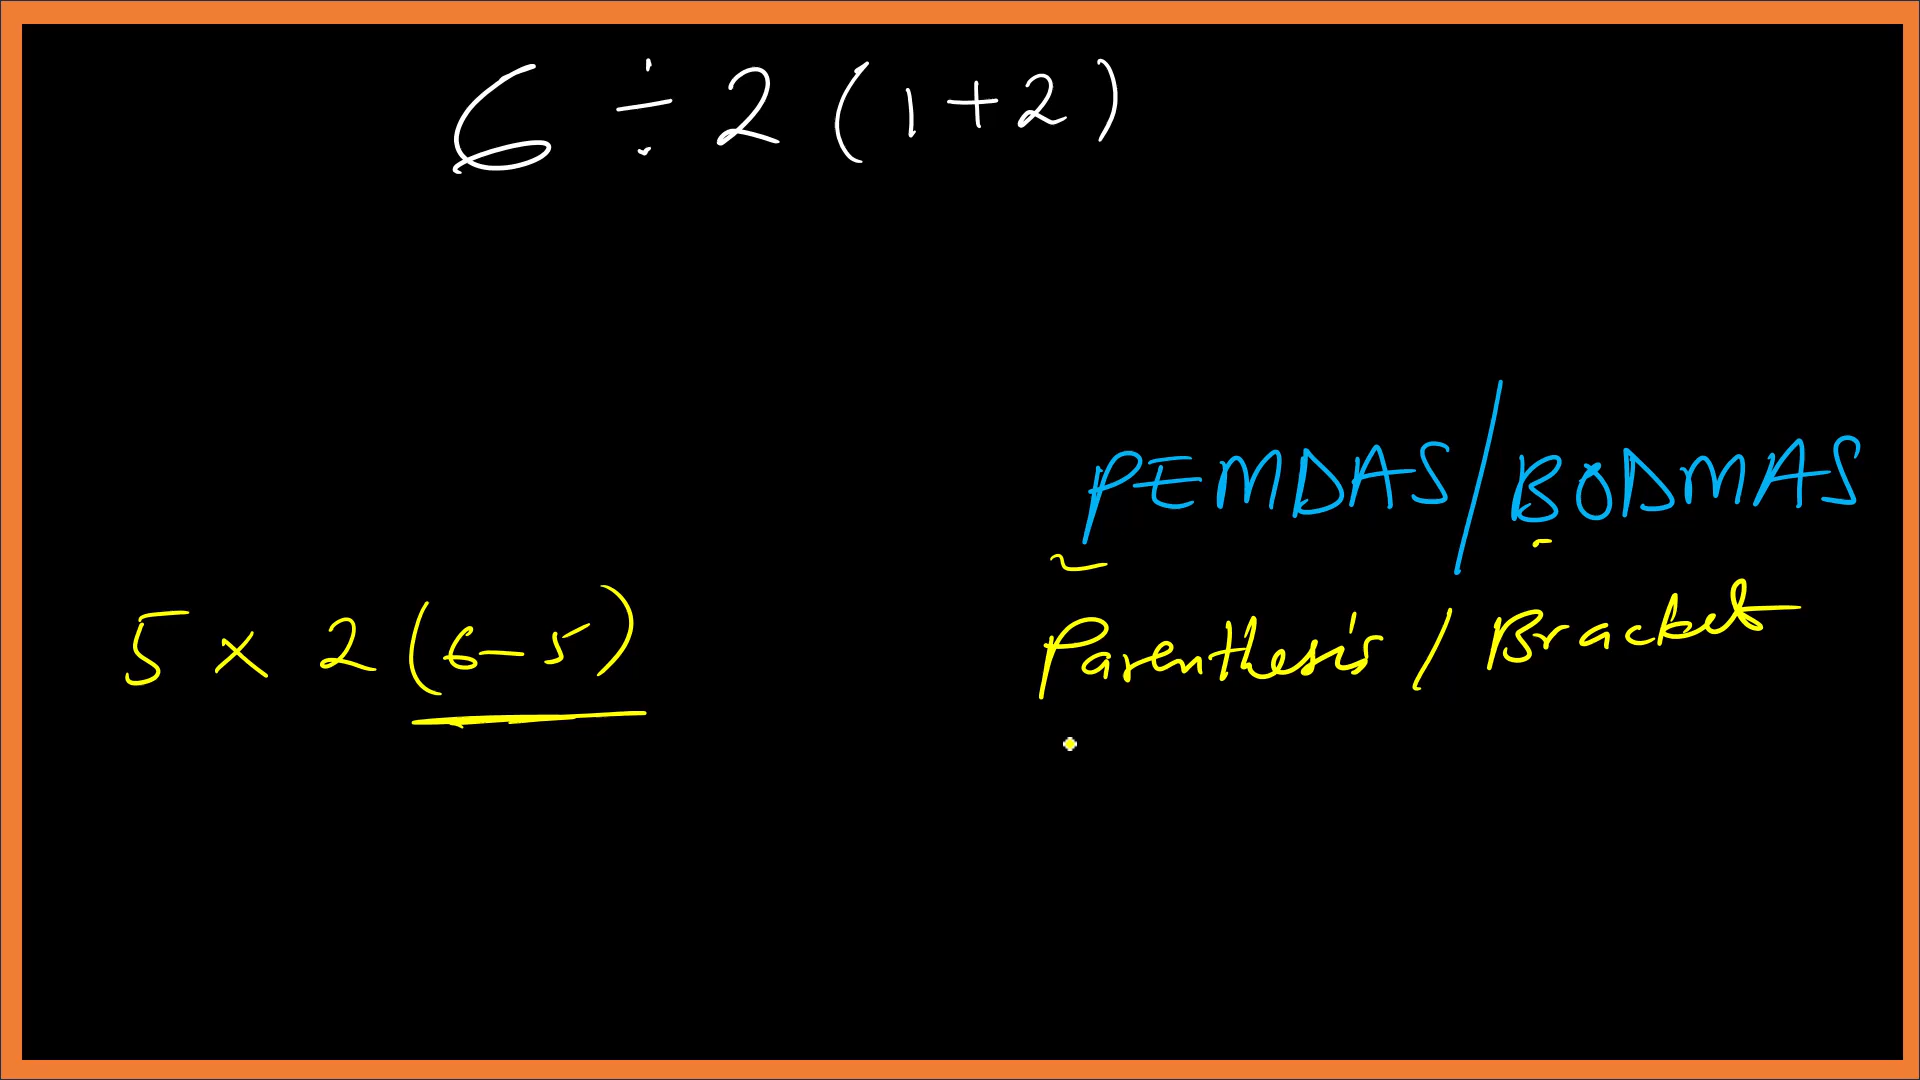 6 ÷ 2 ( 1 + 2 )
PEMDAS / BODMAS
5 × 2 ( 6 - 5 )
Parenthesis / Bracket